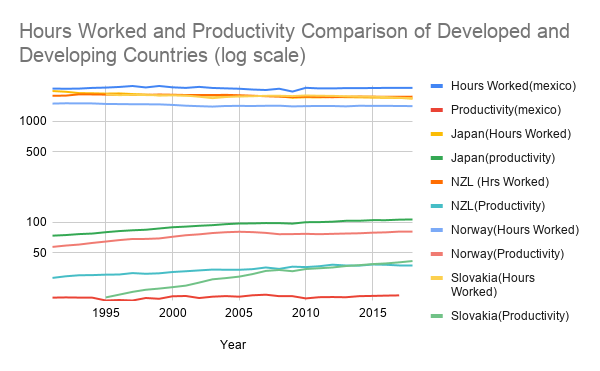 Hours Worked and Productivity Comparison of Developed and
Developing Countries (log scale)
1000
500
100
50
1995
2000
2005
2010
2015
Year
Hours Worked(mexico)
Productivity(mexico)
Japan(Hours Worked)
Japan(productivity)
NZL (Hrs Worked)
NZL(Productivity)
Norway(Hours Worked)
Norway(Productivity)
Slovakia(Hours
Worked)
Slovakia(Productivity)